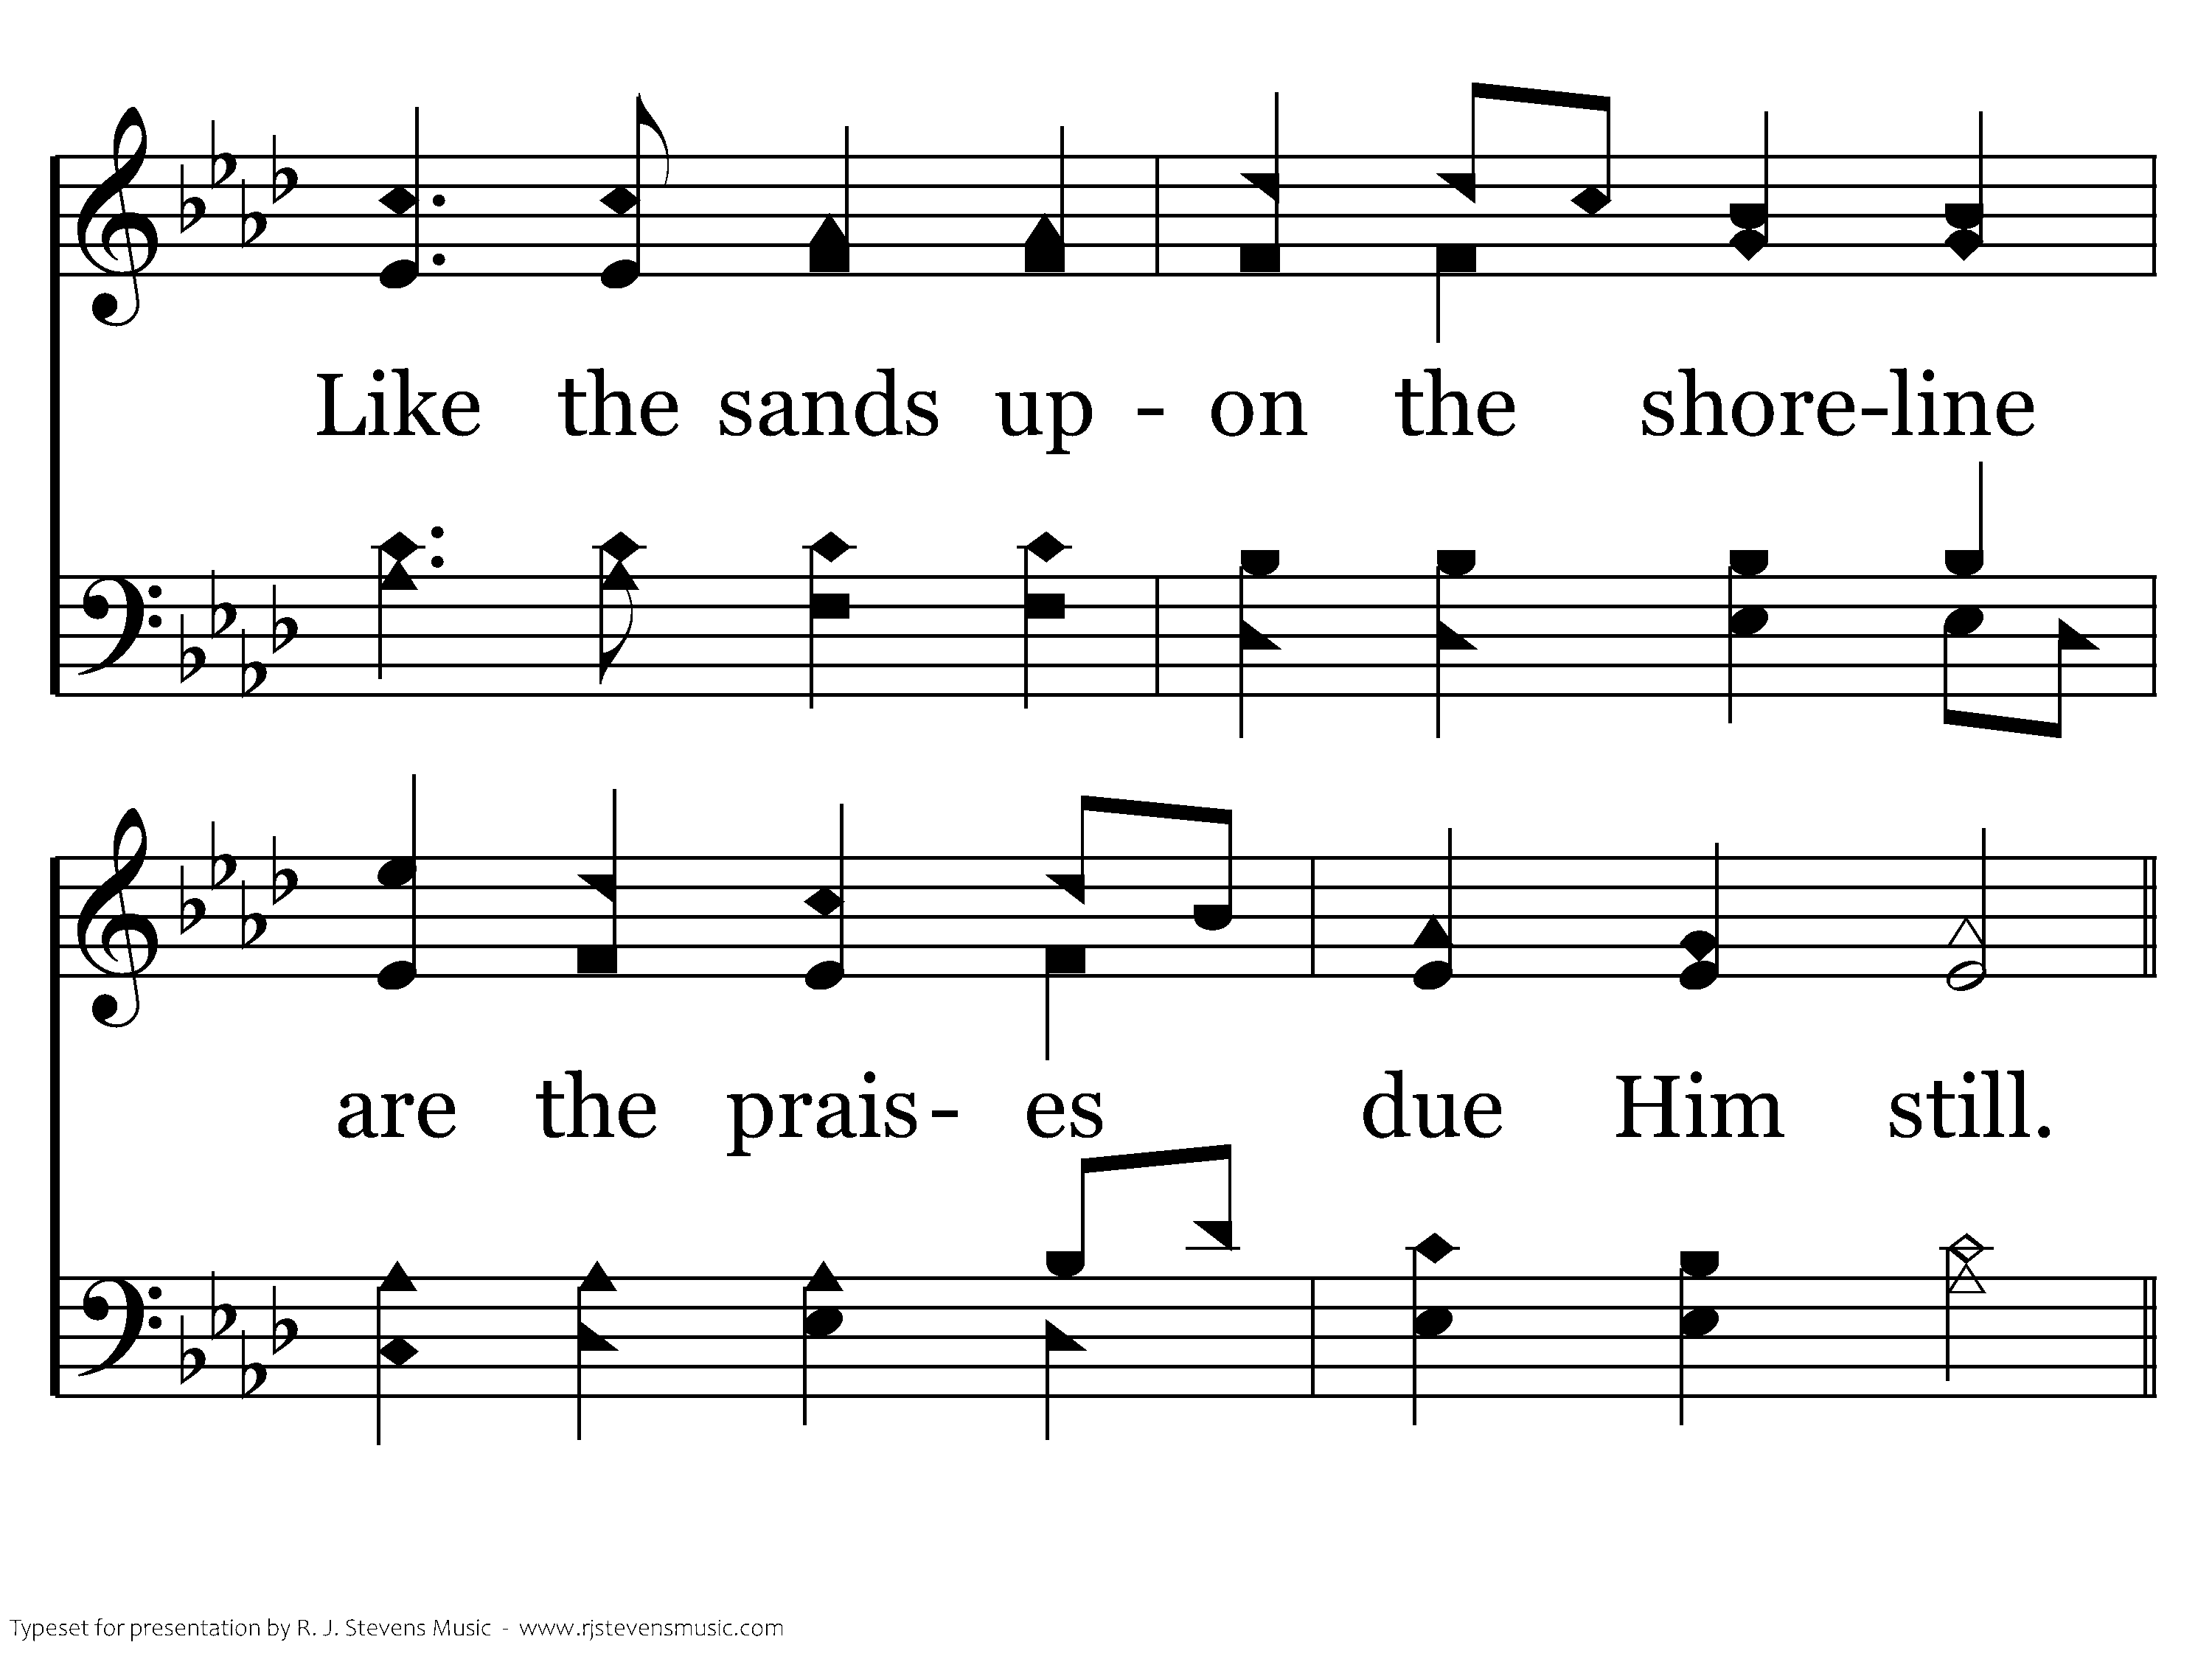 Like the sands up - on the shore-line
are the prais - es due Him still.
Typeset for presentation by R. J. Stevens Music - www.rjstevensmusic.com